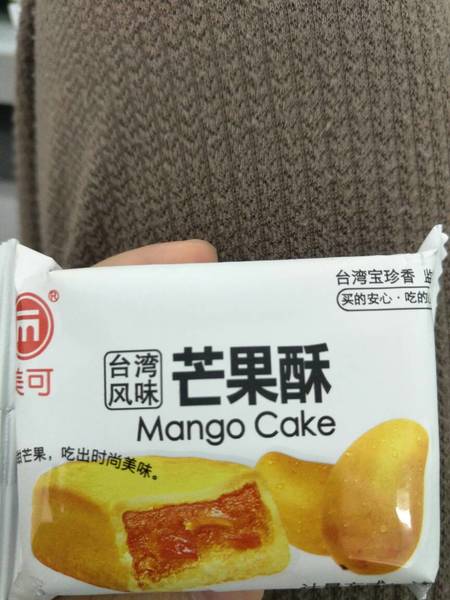 台湾宝珍香 监
买的安心·吃的
®
m
美可
台湾
风味
芒果酥
Mango Cake
芒果，吃出时尚美味。